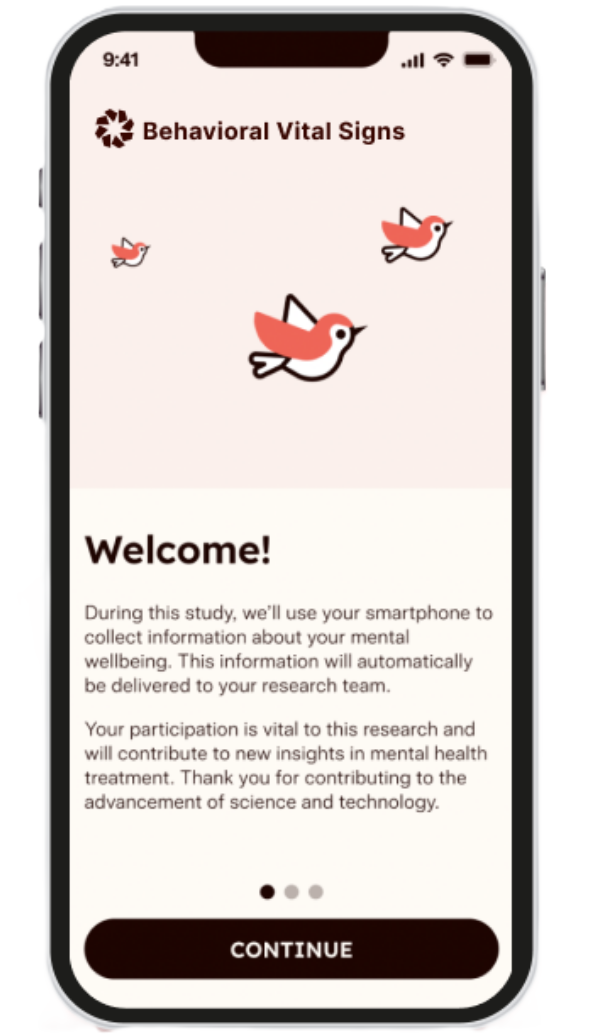 9:41
Behavioral Vital Signs
Welcome!
During this study, we'll use your smartphone to
collect information about your mental
wellbeing. This information will automatically
be delivered to your research team.
Your participation is vital to this research and
will contribute to new insights in mental health
treatment. Thank you for contributing to the
advancement of science and technology.
CONTINUE